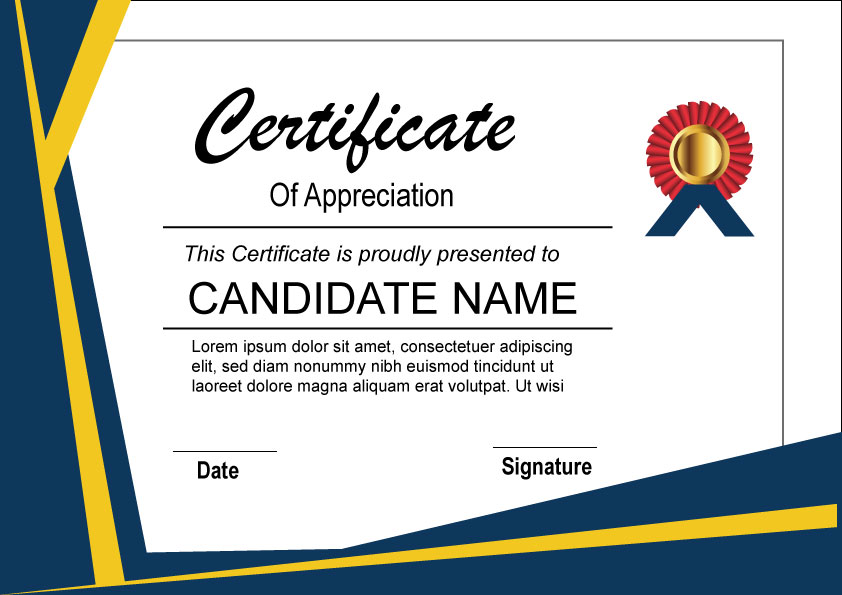 Certificate
Of Appreciation
This Certificate is proudly presented to
CANDIDATE NAME
Lorem ipsum dolor sit amet, consectetuer adipiscing
elit, sed diam nonummy nibh euismod tincidunt ut
laoreet dolore magna aliquam erat volutpat. Ut wisi
Date
Signature